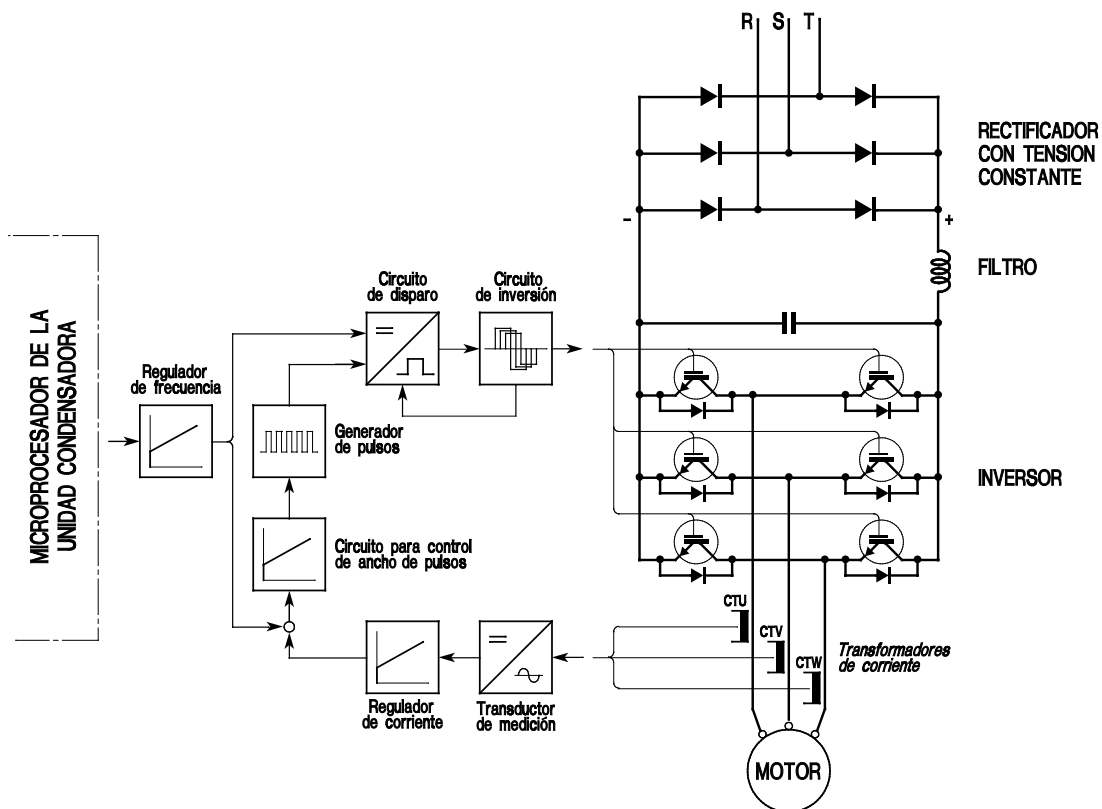 R S T
RECTIFICADOR
CON TENSION
CONSTANTE
- +
FILTRO
Circuito
de disparo
Circuito
de inversión
MICROPROCESADOR DE LA
UNIDAD CONDENSADORA
Regulador
de frecuencia
Generador
de pulsos
INVERSOR
Circuito para control
de ancho de pulsos
CTU
CTV
CTW
Transformadores
de corriente
Regulador
de corriente
Transductor
de medición
MOTOR